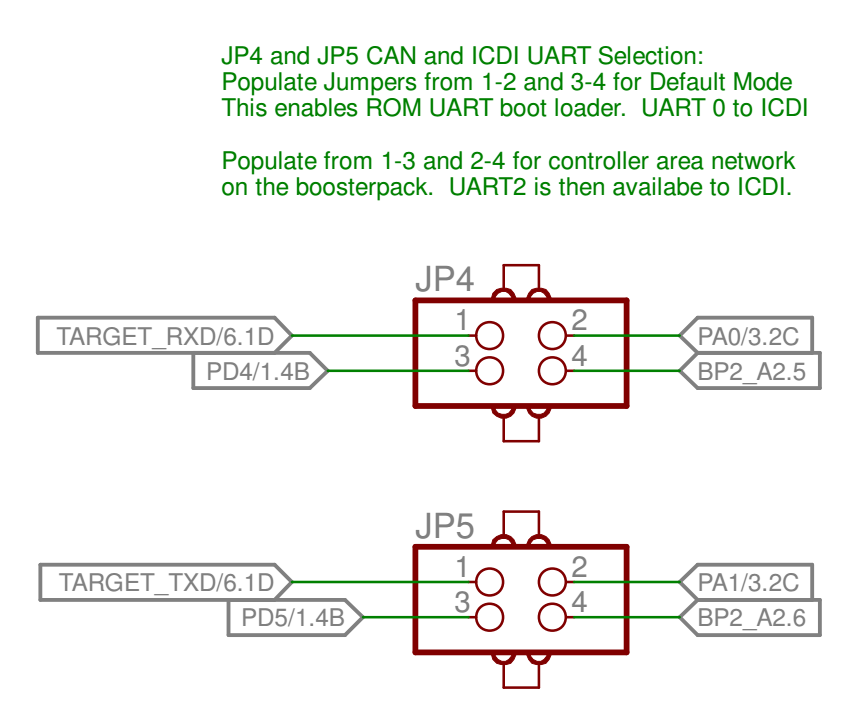 JP4 and JP5 CAN and ICDI UART Selection:
Populate Jumpers from 1-2 and 3-4 for Default Mode
This enables ROM UART boot loader.  UART 0 to ICDI
Populate from 1-3 and 2-4 for controller area network
on the boosterpack.  UART2 is then availabe to ICDI.
JP4
TARGET_RXD/6.1D 1 2 PA0/3.2C
PD4/1.4B 3 4 BP2_A2.5
JP5
TARGET_TXD/6.1D 1 2 PA1/3.2C
PD5/1.4B 3 4 BP2_A2.6